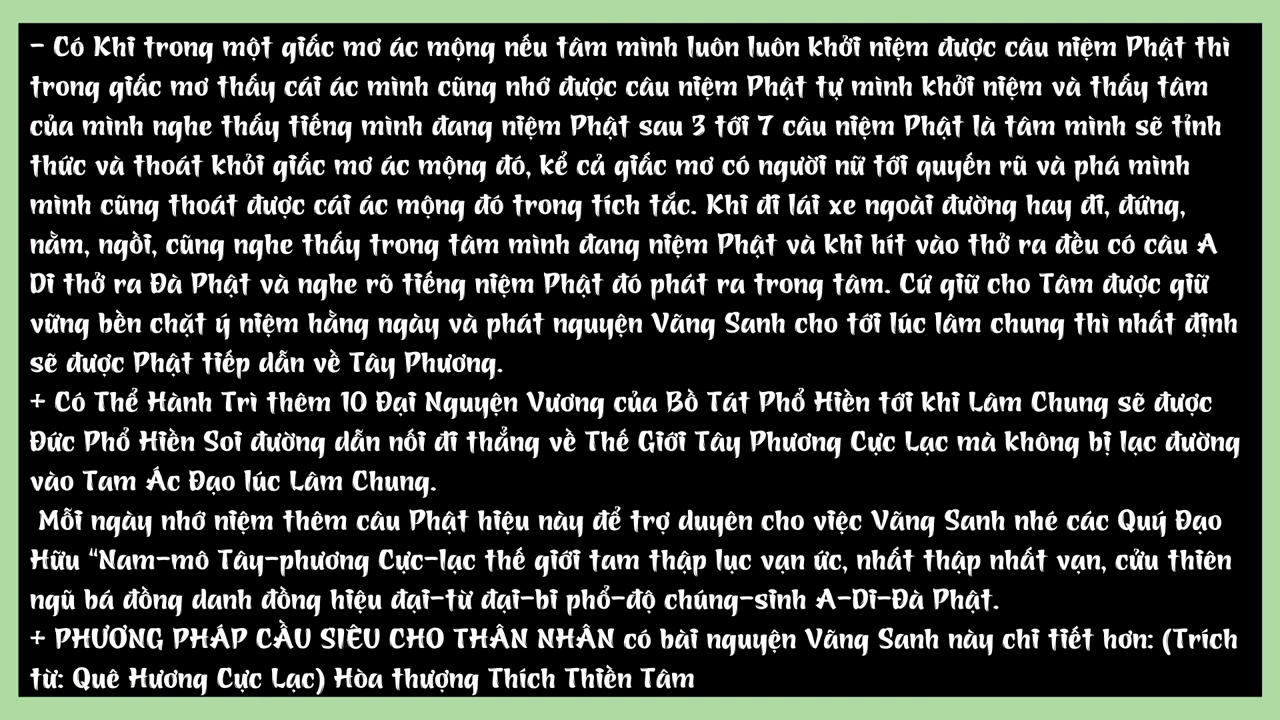 - Có Khi trong một giấc mơ ác mộng nếu tâm mình luôn luôn khởi niệm được câu niệm Phật thì
trong giấc mơ thấy cái ác mình cũng nhớ được câu niệm Phật tự mình khởi niệm và thấy tâm
của mình nghe thấy tiếng mình đang niệm Phật sau 3 tới 7 câu niệm Phật là tâm mình sẽ tỉnh
thức và thoát khỏi giấc mơ ác mộng đó, kể cả giấc mơ có người nữ tới quyến rũ và phá mình
mình cũng thoát được cái ác mộng đó trong tích tắc. Khi đi lái xe ngoài đường hay đi, đứng,
nằm, ngồi, cũng nghe thấy trong tâm mình đang niệm Phật và khi hít vào thở ra đều có câu A
Di thở ra Đà Phật và nghe rõ tiếng niệm Phật đó phát ra trong tâm. Cứ giữ cho Tâm được giữ
vững bền chặt ý niệm hằng ngày và phát nguyện Vãng Sanh cho tới lúc lâm chung thì nhất định
sẽ được Phật tiếp dẫn về Tây Phương.
+ Có Thể Hành Trì thêm 10 Đại Nguyện Vương của Bồ Tát Phổ Hiền tới khi Lâm Chung sẽ được
Đức Phổ Hiền Soi đường dẫn nối đi thẳng về Thế Giới Tây Phương Cực Lạc mà không bị lạc đường
vào Tam Ác Đạo lúc Lâm Chung.
Mỗi ngày nhớ niệm thêm câu Phật hiệu này để trợ duyên cho việc Vãng Sanh nhé các Quý Đạo
Hữu “Nam-mô Tây-phương Cực-lạc thế giới tam thập lục vạn ức, nhất thập nhất vạn, cửu thiên
ngũ bá đồng danh đồng hiệu đại-từ đại-bi phổ-độ chúng-sinh A-Di-Đà Phật.
+ PHƯƠNG PHÁP CẦU SIÊU CHO THÂN NHÂN có bài nguyện Vãng Sanh này chi tiết hơn: (Trích
từ: Quê Hương Cực Lạc) Hòa thượng Thích Thiền Tâm